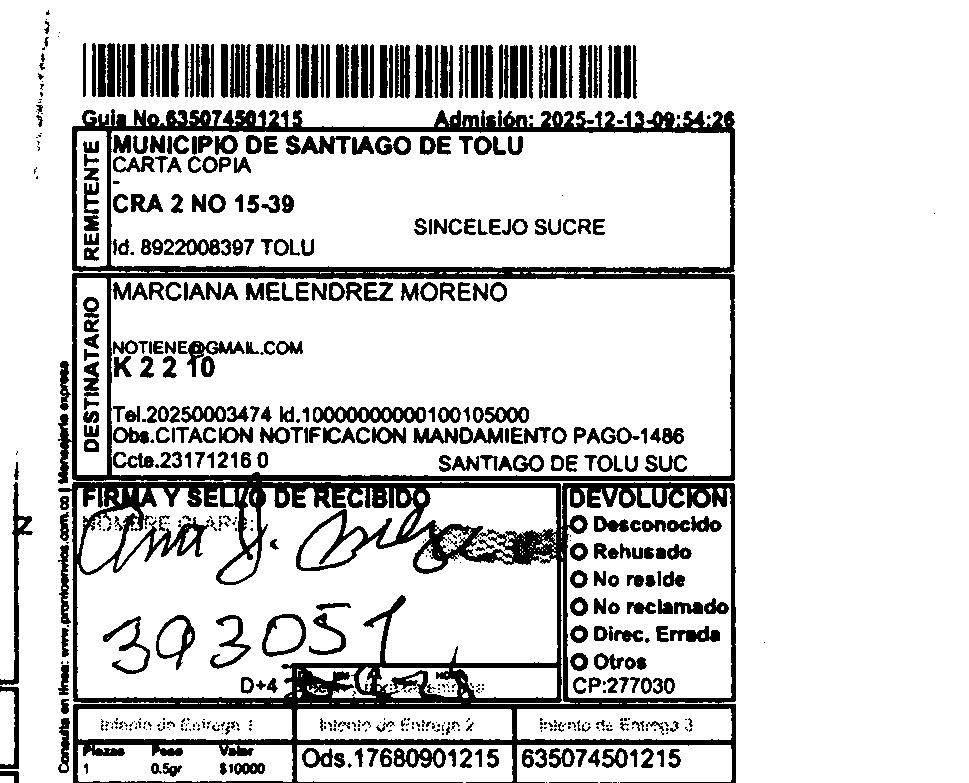 Guia No.635074501215 Admisión: 2025-12-13-09:54:26
REMITENTE
MUNICIPIO DE SANTIAGO DE TOLU
CARTA COPIA
-
CRA 2 NO 15-39
SINCELEJO SUCRE
Id. 8922008397 TOLU
DESTINATARIO
MARCIANA MELENDREZ MORENO
NOTIENE@GMAIL.COM
K 2 2 10
Tel.20250003474 Id.10000000000100105000
Obs.CITACION NOTIFICACION MANDAMIENTO PAGO-1486
Ccte.23171216 0 SANTIAGO DE TOLU SUC
Consulta en línea: www.prontoenvios.com.co | Mensajería expresa
N
FIRMA Y SELLO DE RECIBIDO
NOMBRE CLARO:
Ana J.
393051
D+4
DEVOLUCION
Desconocido
Rehusado
No reside
No reclamado
Direc. Errada
Otros
CP:277030
Intento de Entrega 1 Intento de Entrega 2 Intento de Entrega 3
Piezas Peso Valor
1 0.5gr $10000
Ods.17680901215 635074501215